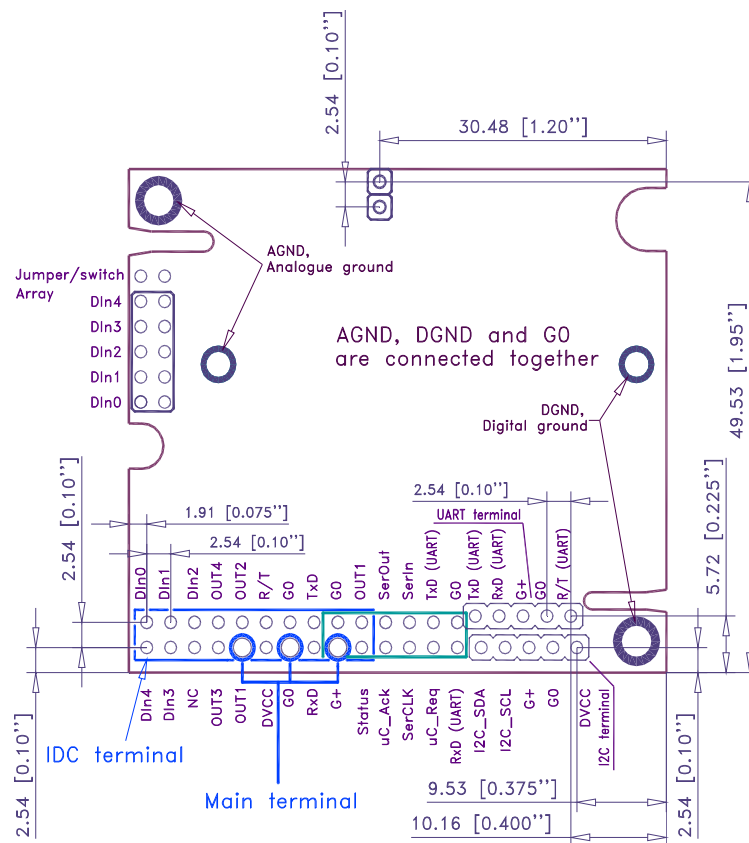 2.54 [0.10'']
30.48 [1.20'']
AGND,
Analogue ground
Jumper/switch
Array
DIn4
DIn3
DIn2
DIn1
DIn0
AGND, DGND and G0
are connected together
49.53 [1.95'']
DGND,
Digital ground
2.54 [0.10'']
1.91 [0.075'']
2.54 [0.10'']
2.54 [0.10'']
UART terminal
5.72 [0.225'']
DIn0
DIn1
DIn2
OUT4
OUT2
R/T
G0
TxD
G0
OUT1
SerOut
SerIn
TxD (UART)
G0
TxD (UART)
RxD (UART)
G+
G0
R/T (UART)
DIn4
DIn3
NC
OUT3
OUT1
DVCC
G0
RxD
G+
Status
uC_Ack
SerCLK
uC_Req
RxD (UART)
I2C_SDA
I2C_SCL
G+
G0
DVCC
I2C terminal
IDC terminal
Main terminal
2.54 [0.10'']
9.53 [0.375'']
10.16 [0.400'']
2.54 [0.10'']